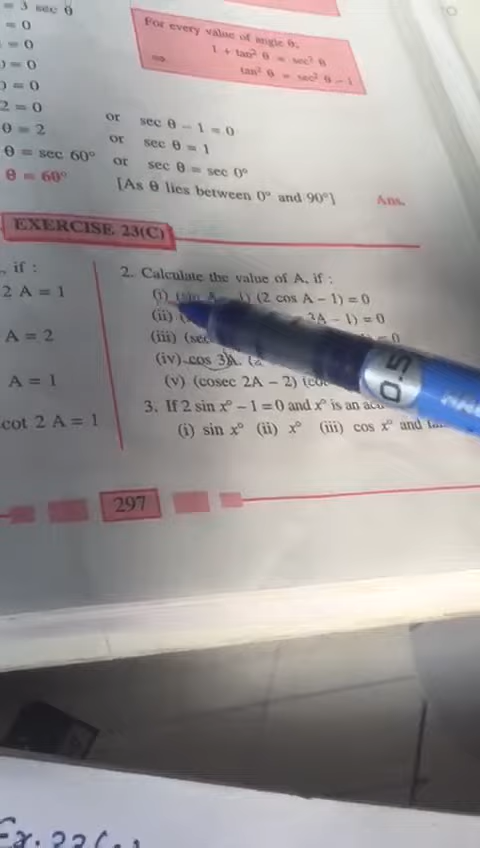 = 3 sec θ
= 0
= 0
= 0
= 0
2 = 0
θ = 2
θ = sec 60°
θ = 60°
For every value of angle θ,
1 + tan² θ = sec² θ
⇒ tan² θ = sec² θ − 1
or sec θ − 1 = 0
or sec θ = 1
or sec θ = sec 0°
[As θ lies between 0° and 90°] Ans.
EXERCISE 23(C)
, if :
2 A = 1
A = 2
A = 1
cot 2 A = 1
2. Calculate the value of A, if :
(i) (2 cos A − 1) = 0
(ii) − 1) = 0
(iii) (sec = 0
(iv) cos 3A.
(v) (cosec 2A − 2)
3. If 2 sin x° − 1 = 0 and x° is an
(i) sin x° (ii) x° (iii) cos x° and
297
0.5